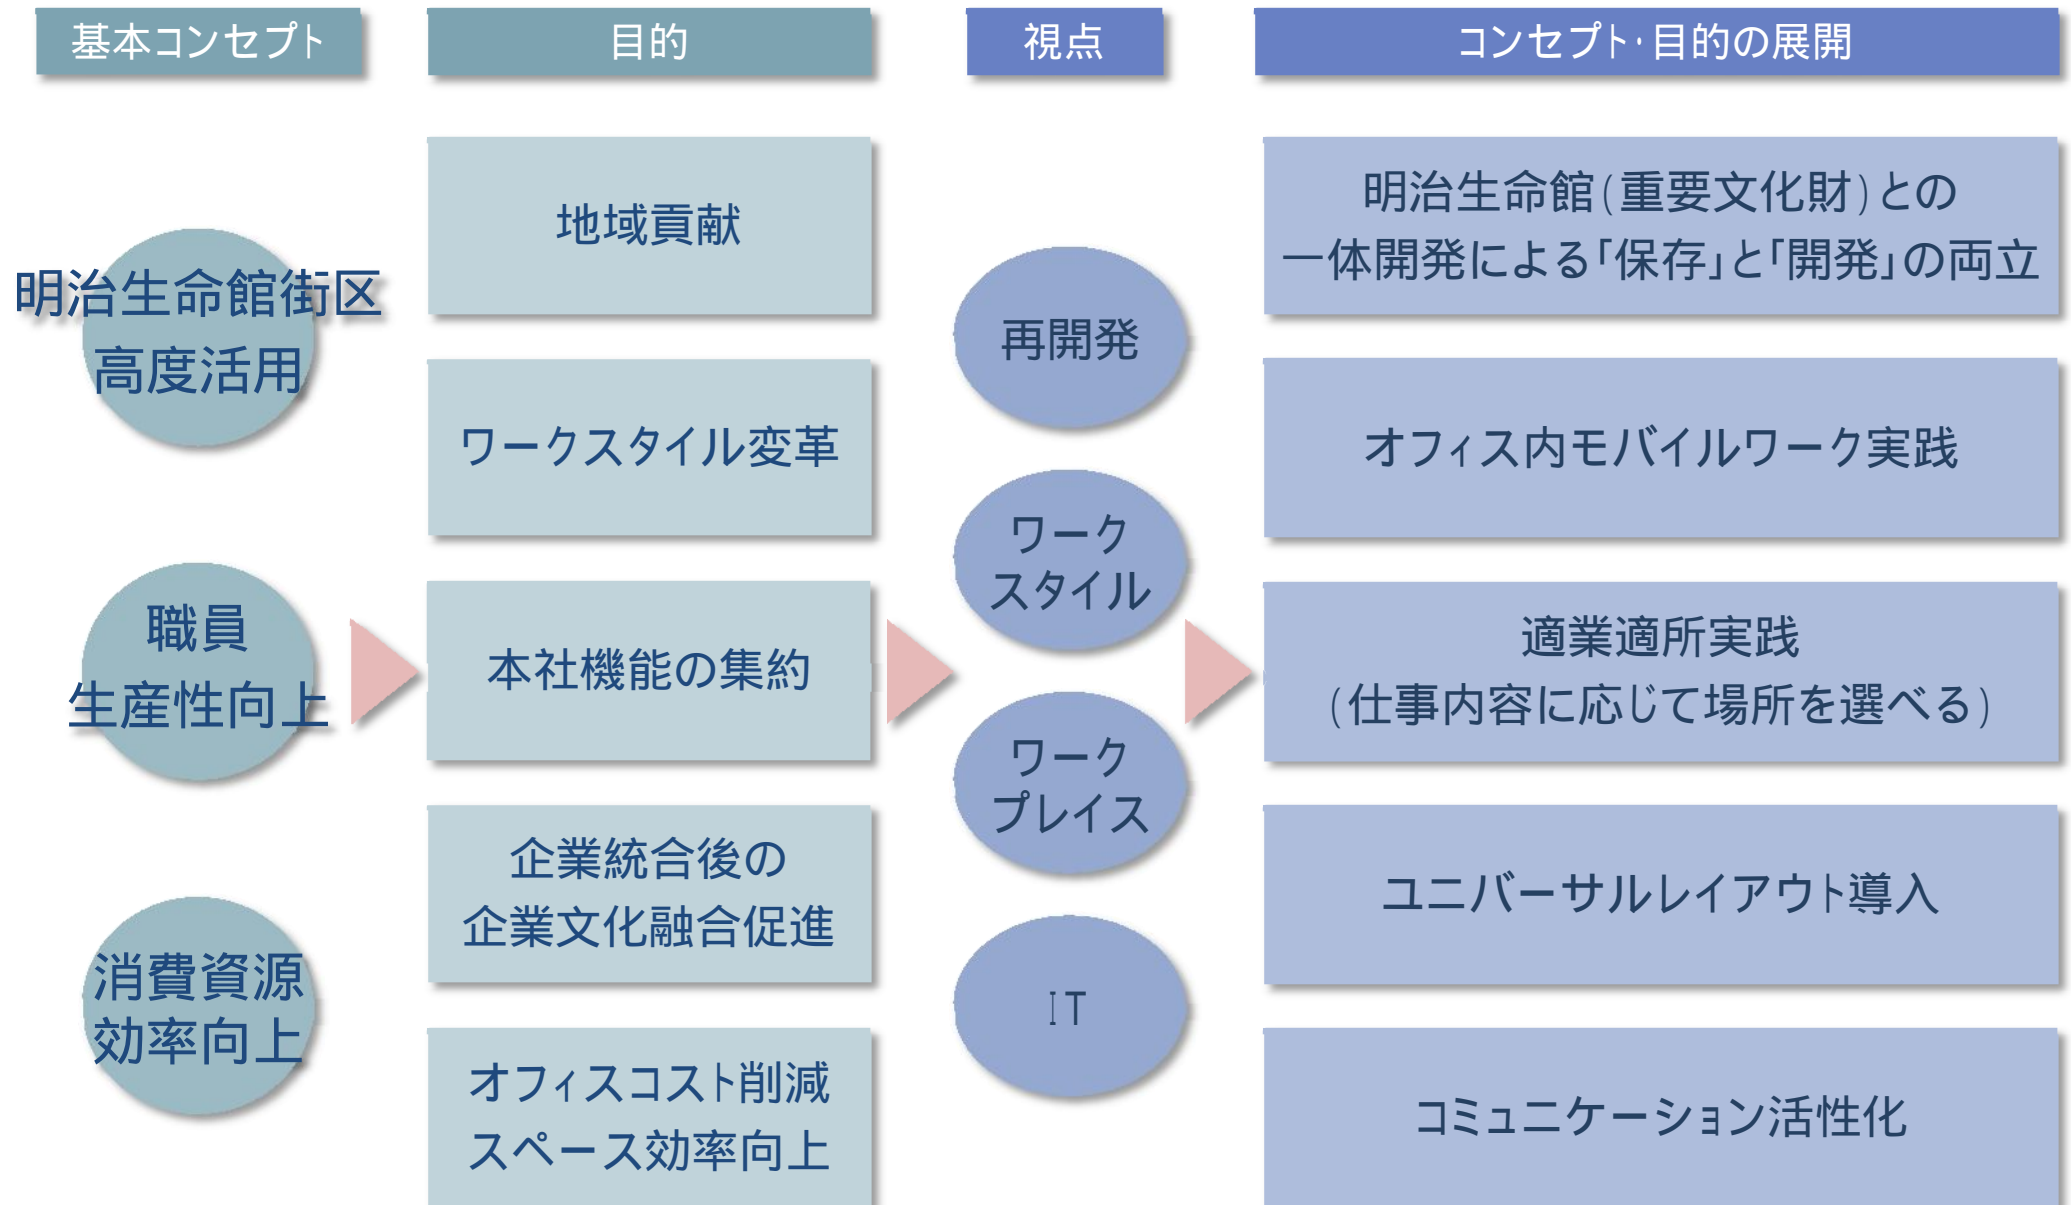 基本コンセプト
目的
視点
コンセプト・目的の展開
明治生命館街区
高度活用
職員
生産性向上
消費資源
効率向上
地域貢献
ワークスタイル変革
本社機能の集約
企業統合後の
企業文化融合促進
オフィスコスト削減
スペース効率向上
再開発
ワーク
スタイル
ワーク
プレイス
IT
明治生命館(重要文化財)との
一体開発による「保存」と「開発」の両立
オフィス内モバイルワーク実践
適業適所実践
(仕事内容に応じて場所を選べる)
ユニバーサルレイアウト導入
コミュニケーション活性化